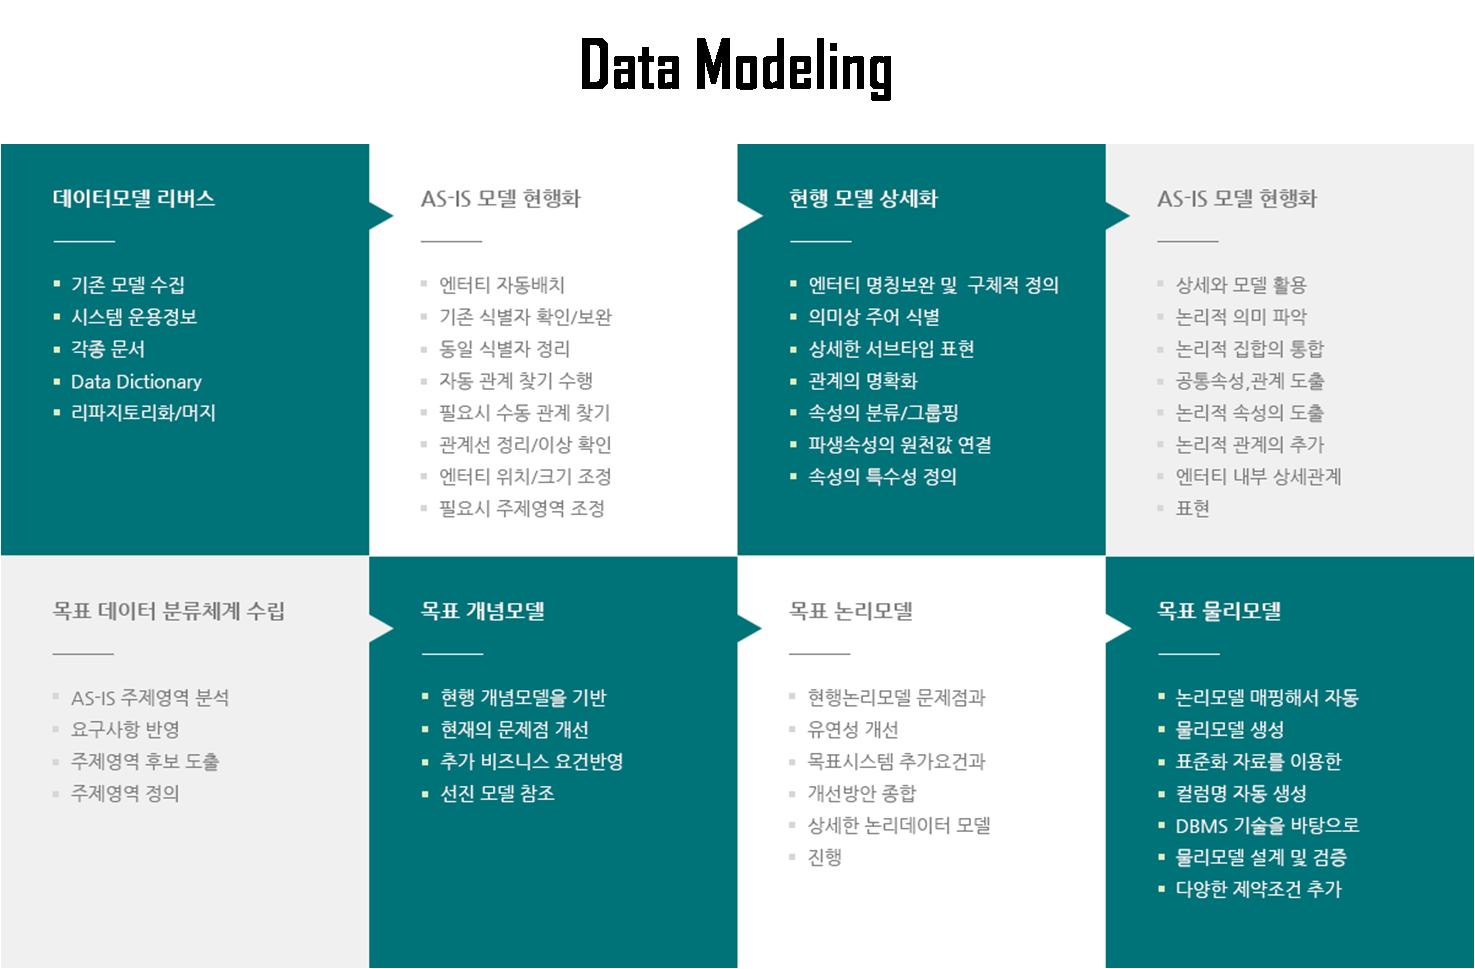 Data Modeling
데이터모델 리버스
기존 모델 수집
시스템 운용정보
각종 문서
Data Dictionary
리파지토리화/머지
AS-IS 모델 현행화
엔터티 자동배치
기존 식별자 확인/보완
동일 식별자 정리
자동 관계 찾기 수행
필요시 수동 관계 찾기
관계선 정리/이상 확인
엔터티 위치/크기 조정
필요시 주제영역 조정
현행 모델 상세화
엔터티 명칭보완 및 구체적 정의
의미상 주어 식별
상세한 서브타입 표현
관계의 명확화
속성의 분류/그룹핑
파생속성의 원천값 연결
속성의 특수성 정의
AS-IS 모델 현행화
상세와 모델 활용
논리적 의미 파악
논리적 집합의 통합
공통속성,관계 도출
논리적 속성의 도출
논리적 관계의 추가
엔터티 내부 상세관계
표현
목표 데이터 분류체계 수립
AS-IS 주제영역 분석
요구사항 반영
주제영역 후보 도출
주제영역 정의
목표 개념모델
현행 개념모델을 기반
현재의 문제점 개선
추가 비즈니스 요건반영
선진 모델 참조
목표 논리모델
현행논리모델 문제점과
유연성 개선
목표시스템 추가요건과
개선방안 종합
상세한 논리데이터 모델
진행
목표 물리모델
논리모델 매핑해서 자동
물리모델 생성
표준화 자료를 이용한
컬럼명 자동 생성
DBMS 기술을 바탕으로
물리모델 설계 및 검증
다양한 제약조건 추가